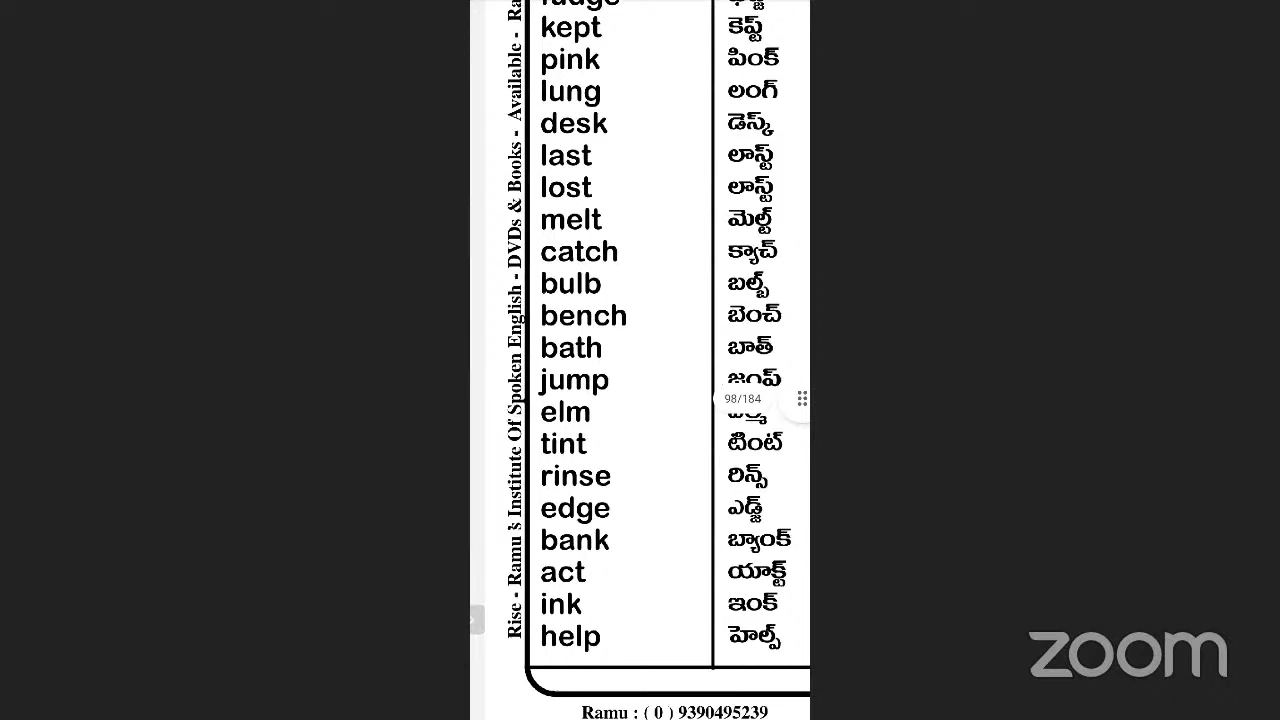 kept కెప్ట్
pink పింక్
lung లంగ్
desk డెస్క్
last లాస్ట్
lost లాస్ట్
melt మెల్ట్
catch క్యాచ్
bulb బల్బ్
bench బెంచ్
bath బాత్
jump జంప్
98/184
elm
tint టింట్
rinse రిన్స్
edge ఎడ్జ్
bank బ్యాంక్
act యాక్ట్
ink ఇంక్
help హెల్ప్
Rise - Ramu's Institute Of Spoken English - DVDs & Books - Available -
Ramu : ( 0 ) 9390495239
zoom